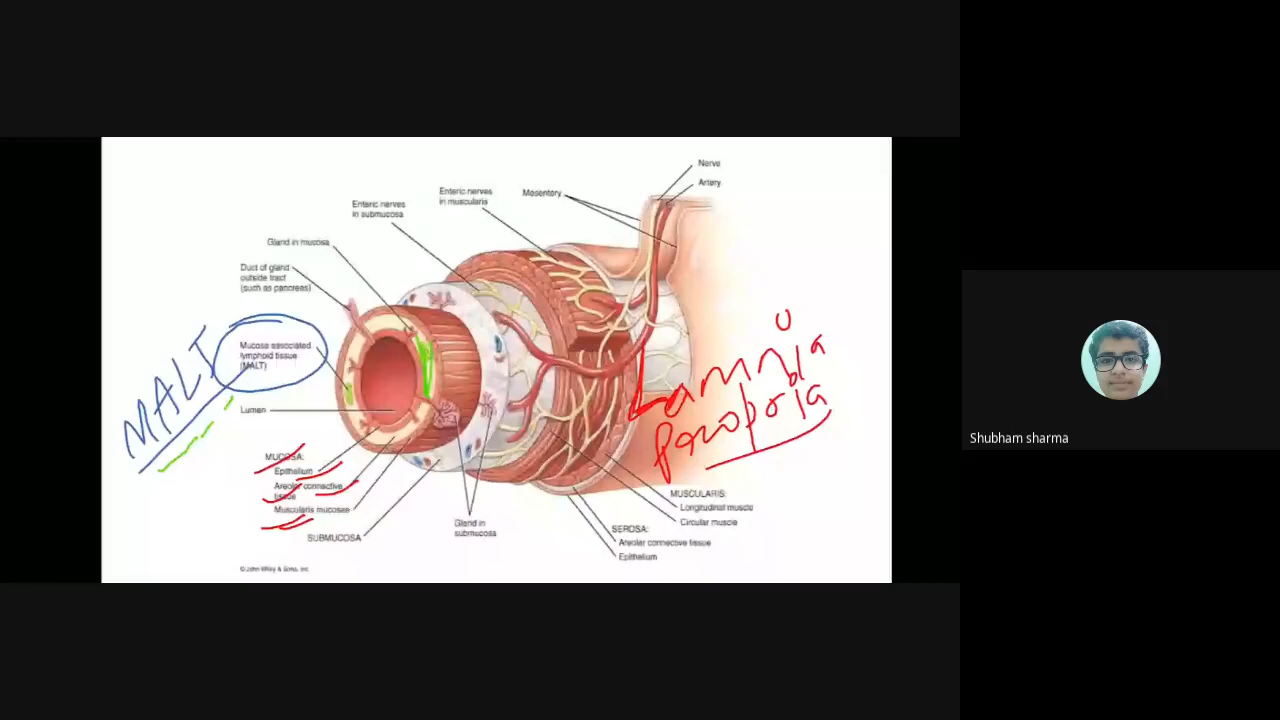 Nerve
Artery
Mesentery
Enteric nerves
in muscularis
Enteric nerves
in submucosa
Gland in mucosa
Duct of gland
outside tract
(such as pancreas)
Mucosa associated
lymphoid tissue
(MALT)
MALT
Lumen
MUCOSA:
Epithelium
Areolar connective
tissue
Muscularis mucosae
SUBMUCOSA
Gland in
submucosa
MUSCULARIS:
Longitudinal muscle
Circular muscle
SEROSA:
Areolar connective tissue
Epithelium
Propria
© John Wiley & Sons, Inc.
Shubham sharma